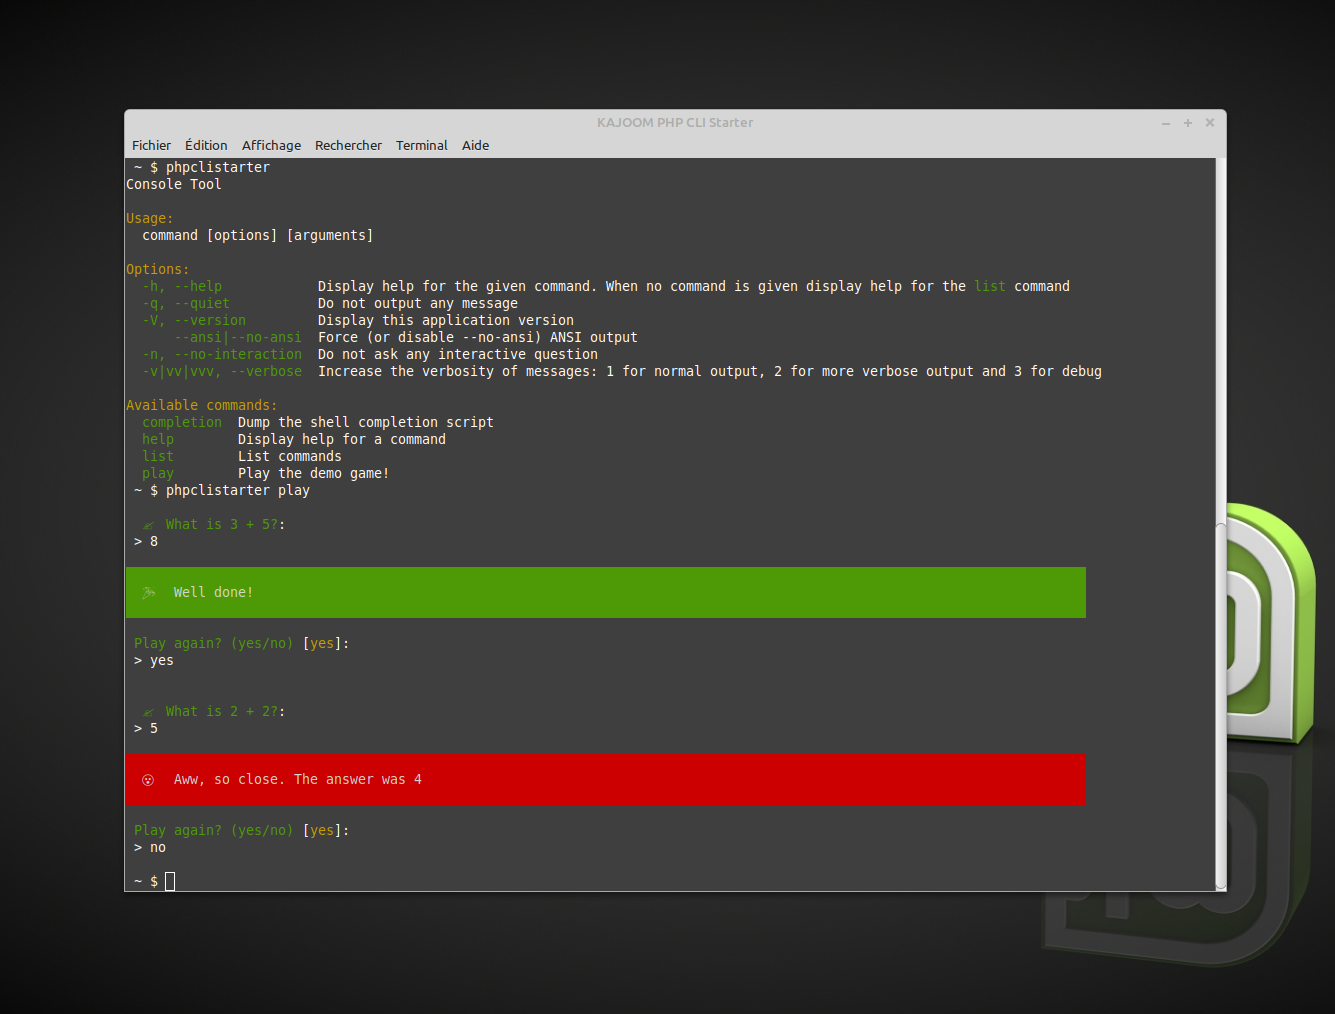 KAJOOM PHP CLI Starter
Fichier Édition Affichage Rechercher Terminal Aide
~ $ phpclistarter
Console Tool
Usage:
command [options] [arguments]
Options:
-h, --help Display help for the given command. When no command is given display help for the list command
-q, --quiet Do not output any message
-V, --version Display this application version
--ansi|--no-ansi Force (or disable --no-ansi) ANSI output
-n, --no-interaction Do not ask any interactive question
-v|vv|vvv, --verbose Increase the verbosity of messages: 1 for normal output, 2 for more verbose output and 3 for debug
Available commands:
completion Dump the shell completion script
help Display help for a command
list List commands
play Play the demo game!
~ $ phpclistarter play
What is 3 + 5?:
> 8
Well done!
Play again? (yes/no) [yes]:
> yes
What is 2 + 2?:
> 5
Aww, so close. The answer was 4
Play again? (yes/no) [yes]:
> no
~ $